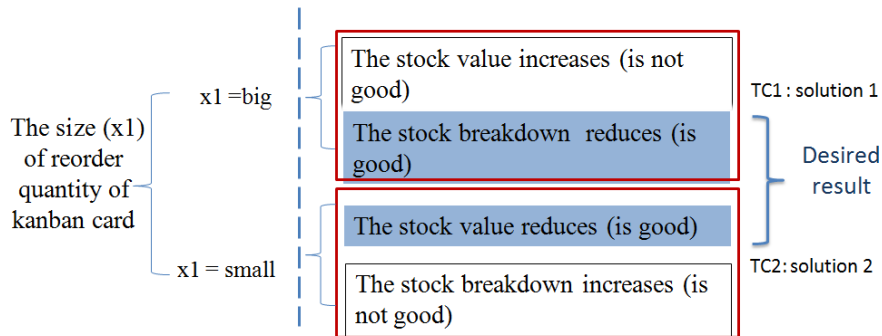 The size (x1)
of reorder
quantity of
kanban card
x1 =big
x1 = small
The stock value increases (is not
good)
The stock breakdown reduces (is
good)
The stock value reduces (is good)
The stock breakdown increases (is
not good)
TC1 : solution 1
Desired
result
TC2: solution 2